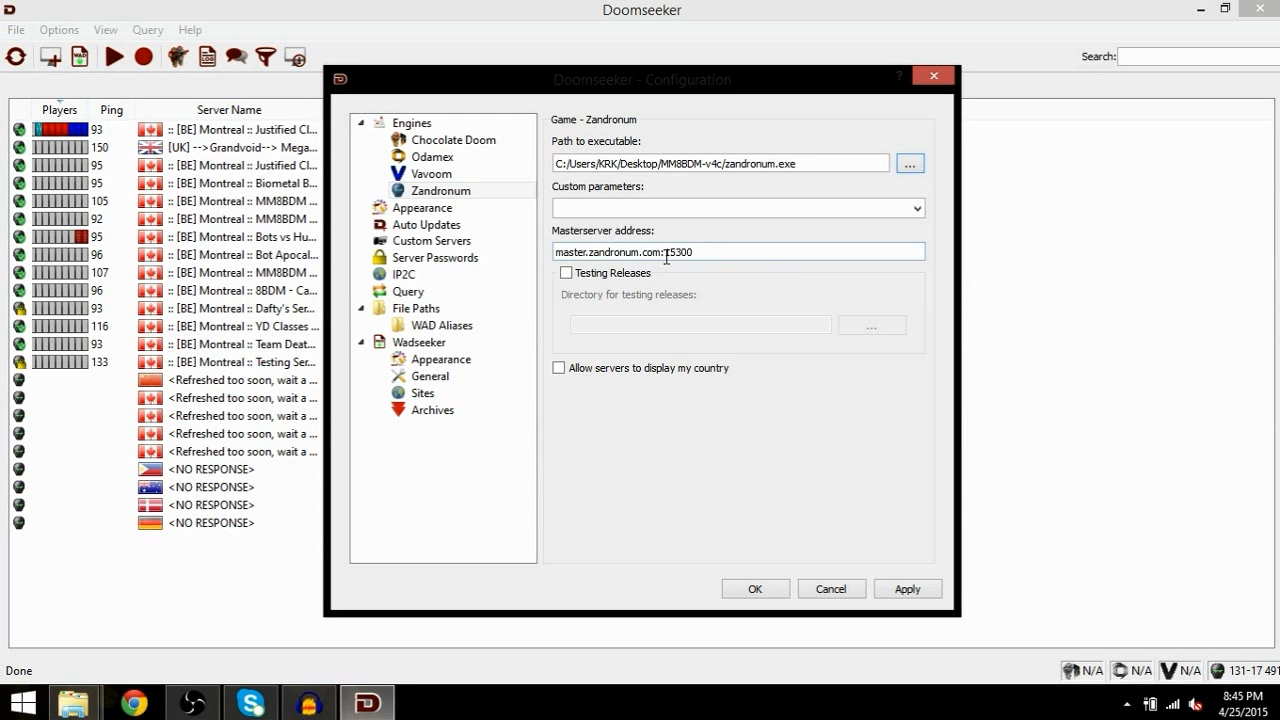 Doomseeker
File Options View Query Help
Search:
Players Ping Server Name
93 :: [BE] Montreal :: Justified Cl...
150 [UK] -->Grandvoid--> Mega...
95 :: [BE] Montreal :: Justified Cl...
95 :: [BE] Montreal :: Biometal B...
105 :: [BE] Montreal :: MM8BDM ...
92 :: [BE] Montreal :: MM8BDM ...
95 :: [BE] Montreal :: Bots vs Hu...
96 :: [BE] Montreal :: Bot Apocal...
107 :: [BE] Montreal :: MM8BDM ...
96 :: [BE] Montreal :: 8BDM - Ca...
93 :: [BE] Montreal :: Dafty's Ser...
116 :: [BE] Montreal :: YD Classes ...
93 :: [BE] Montreal :: Team Deat...
133 :: [BE] Montreal :: Testing Ser...
<Refreshed too soon, wait a ...
<Refreshed too soon, wait a ...
<Refreshed too soon, wait a ...
<Refreshed too soon, wait a ...
<Refreshed too soon, wait a ...
<NO RESPONSE>
<NO RESPONSE>
<NO RESPONSE>
<NO RESPONSE>
Doomseeker - Configuration
Engines
Chocolate Doom
Odamex
Vavoom
Zandronum
Appearance
Auto Updates
Custom Servers
Server Passwords
IP2C
Query
File Paths
WAD Aliases
Wadseeker
Appearance
General
Sites
Archives
Game - Zandronum
Path to executable:
C:/Users/KRK/Desktop/MM8BDM-v4c/zandronum.exe ...
Custom parameters:
Masterserver address:
master.zandronum.com:15300
Testing Releases
Directory for testing releases:
...
Allow servers to display my country
OK Cancel Apply
Done
N/A N/A N/A 131-17 491
8:45 PM
4/25/2015